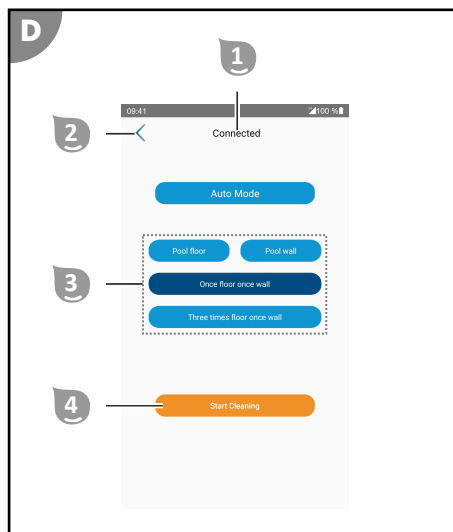 D
1
09:41 100 %
2
Connected
Auto Mode
Pool floor Pool wall
3
Once floor once wall
Three times floor once wall
4
Start Cleaning